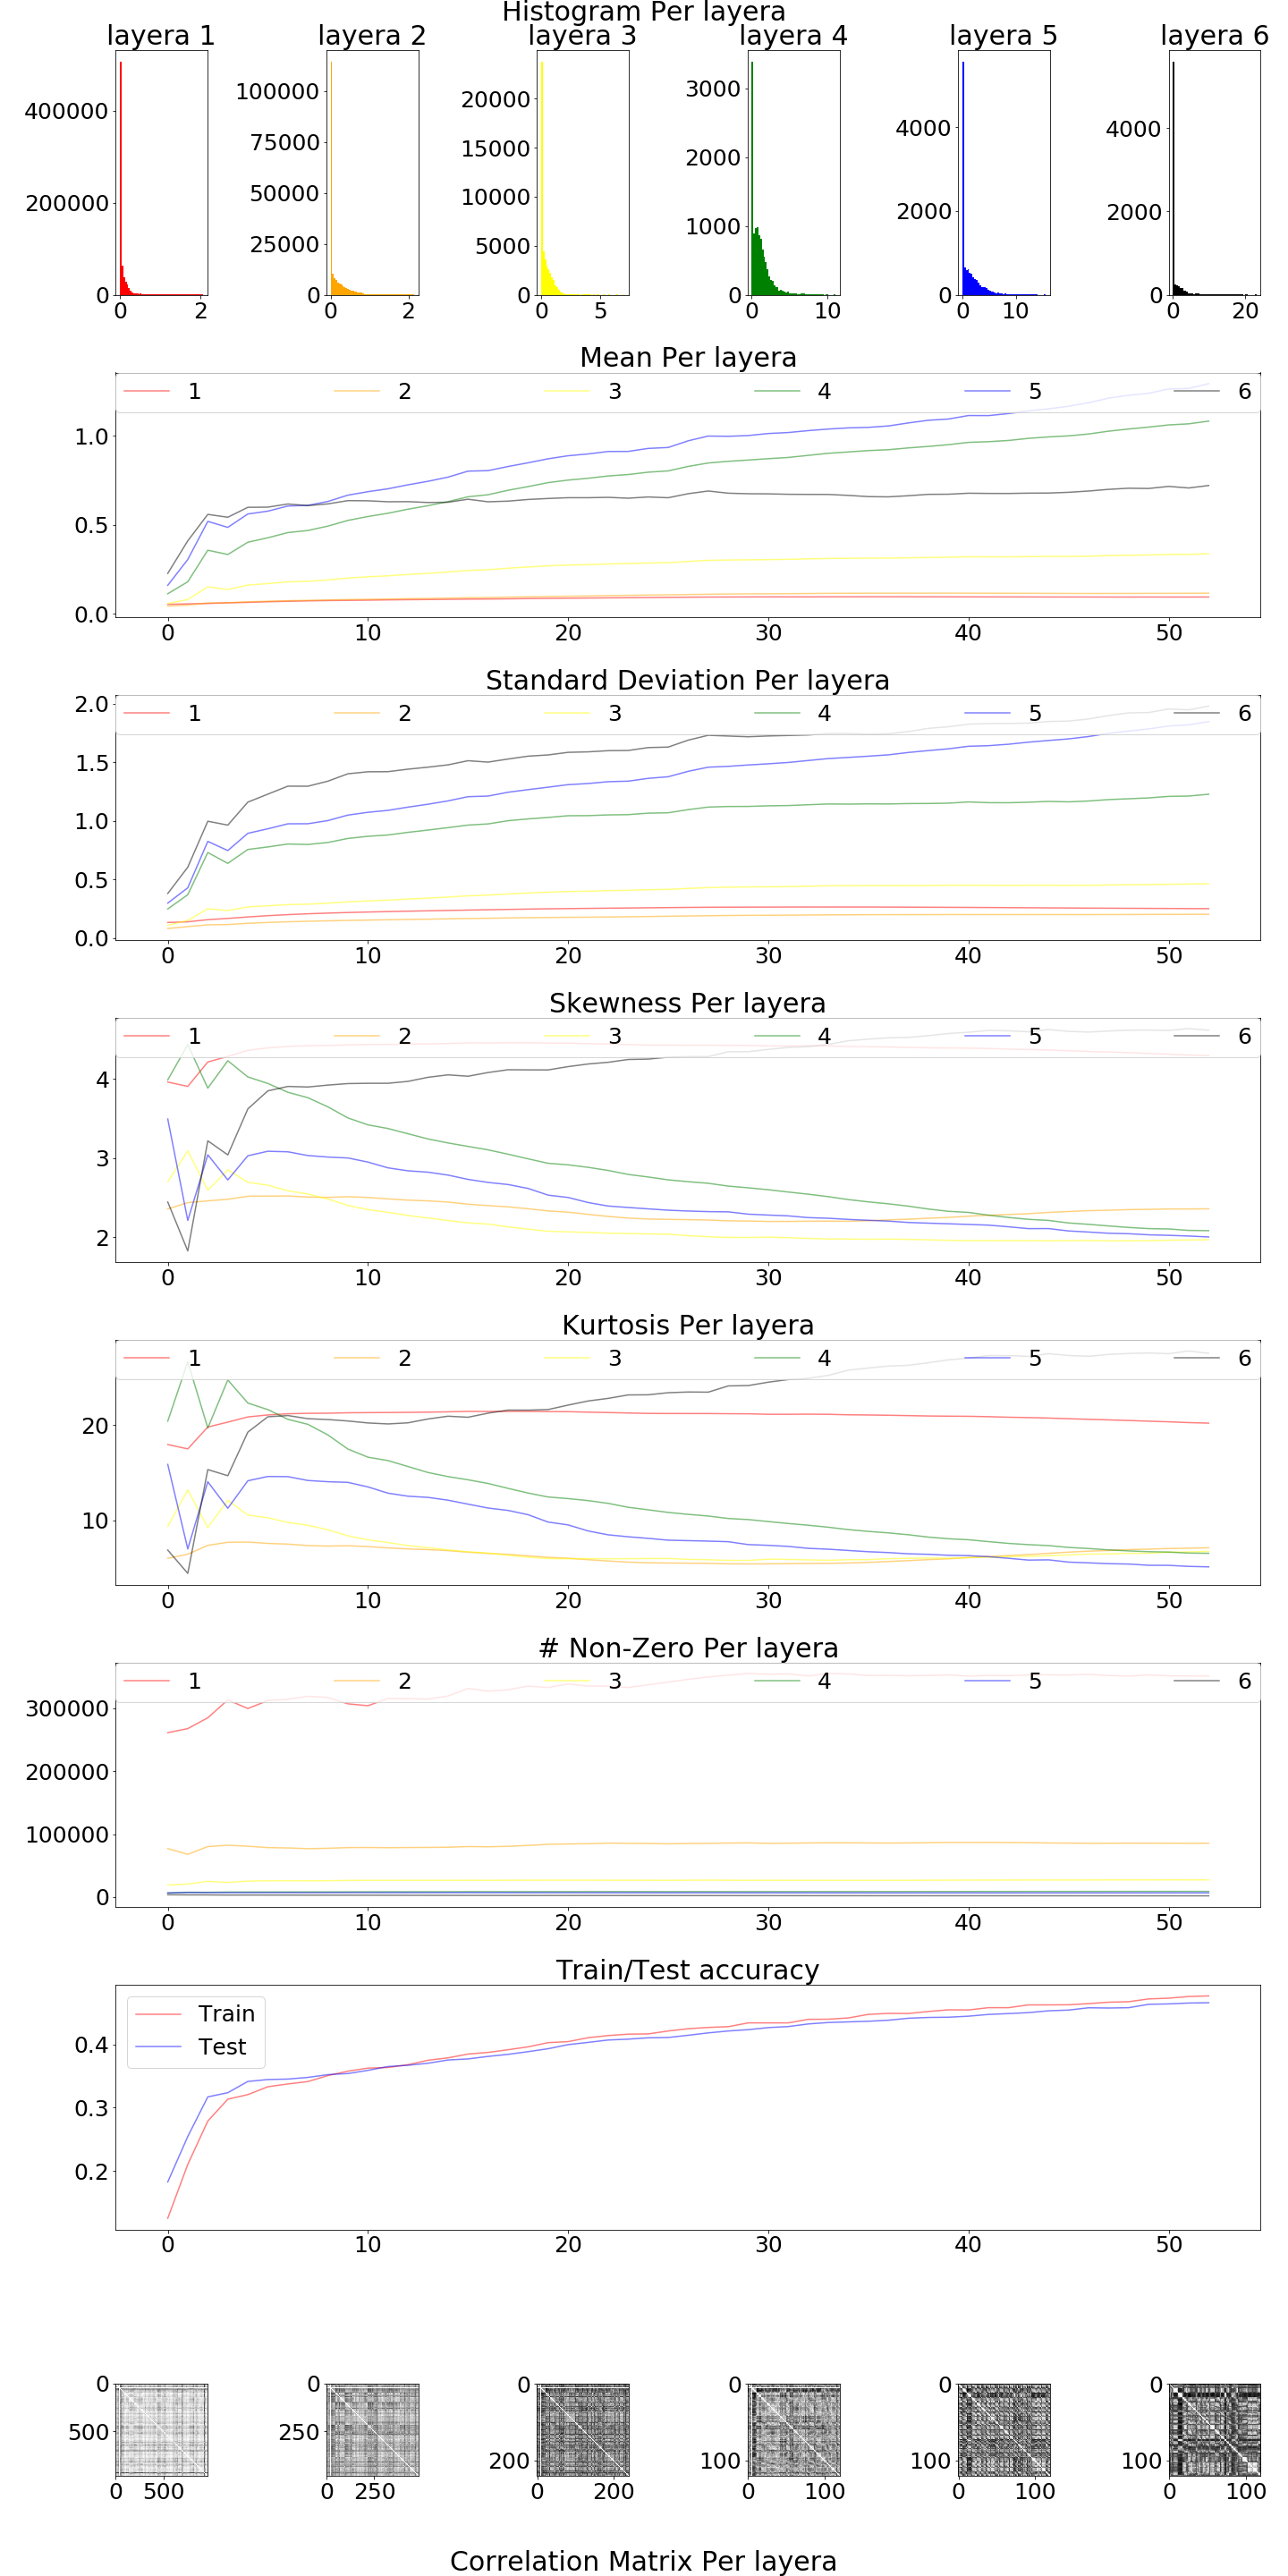 Histogram Per layera
layera 1 layera 2 layera 3 layera 4 layera 5 layera 6
400000 200000 0
0 2
100000 75000 50000 25000 0
0 2
20000 15000 10000 5000 0
0 5
3000 2000 1000 0
0 10
4000 2000 0
0 10
4000 2000 0
0 20
Mean Per layera
1 2 3 4 5 6
1.0
0.5
0.0
0 10 20 30 40 50
Standard Deviation Per layera
1 2 3 4 5 6
2.0
1.5
1.0
0.5
0.0
0 10 20 30 40 50
Skewness Per layera
1 2 3 4 5 6
4
3
2
0 10 20 30 40 50
Kurtosis Per layera
1 2 3 4 5 6
20
10
0 10 20 30 40 50
# Non-Zero Per layera
1 2 3 4 5 6
300000
200000
100000
0
0 10 20 30 40 50
Train/Test accuracy
Train
Test
0.4
0.3
0.2
0 10 20 30 40 50
0 500
0 500
0 250
0 250
0 200
0 200
0 100
0 100
0 100
0 100
0 100
0 100
Correlation Matrix Per layera